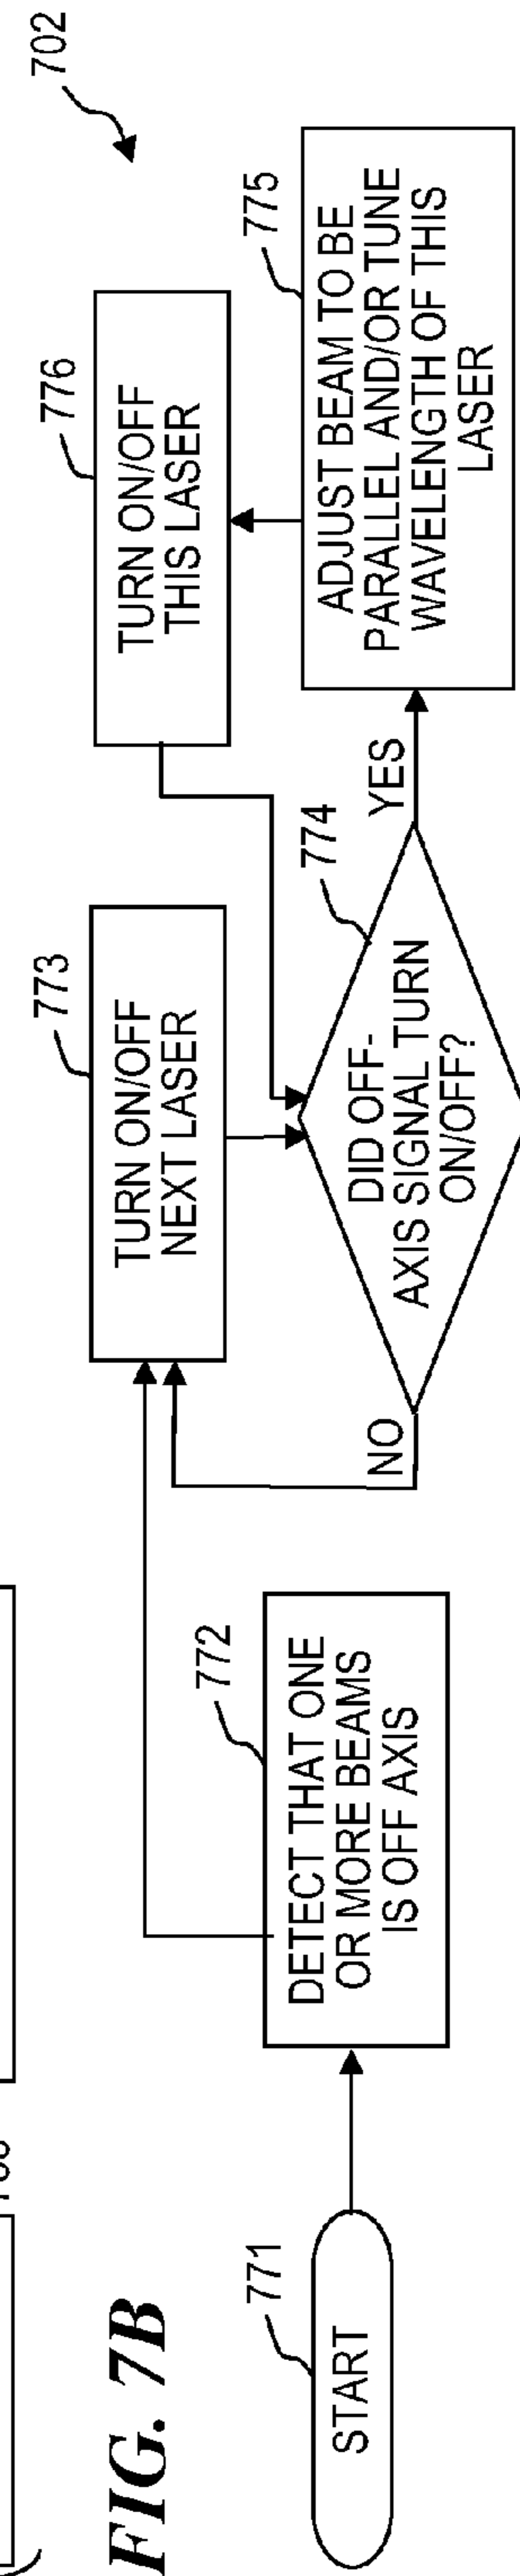 FIG. 7B
702
771
START
772
DETECT THAT ONE
OR MORE BEAMS
IS OFF AXIS
773
TURN ON/OFF
NEXT LASER
774
DID OFF-
AXIS SIGNAL TURN
ON/OFF?
NO
YES
775
ADJUST BEAM TO BE
PARALLEL AND/OR TUNE
WAVELENGTH OF THIS
LASER
776
TURN ON/OFF
THIS LASER